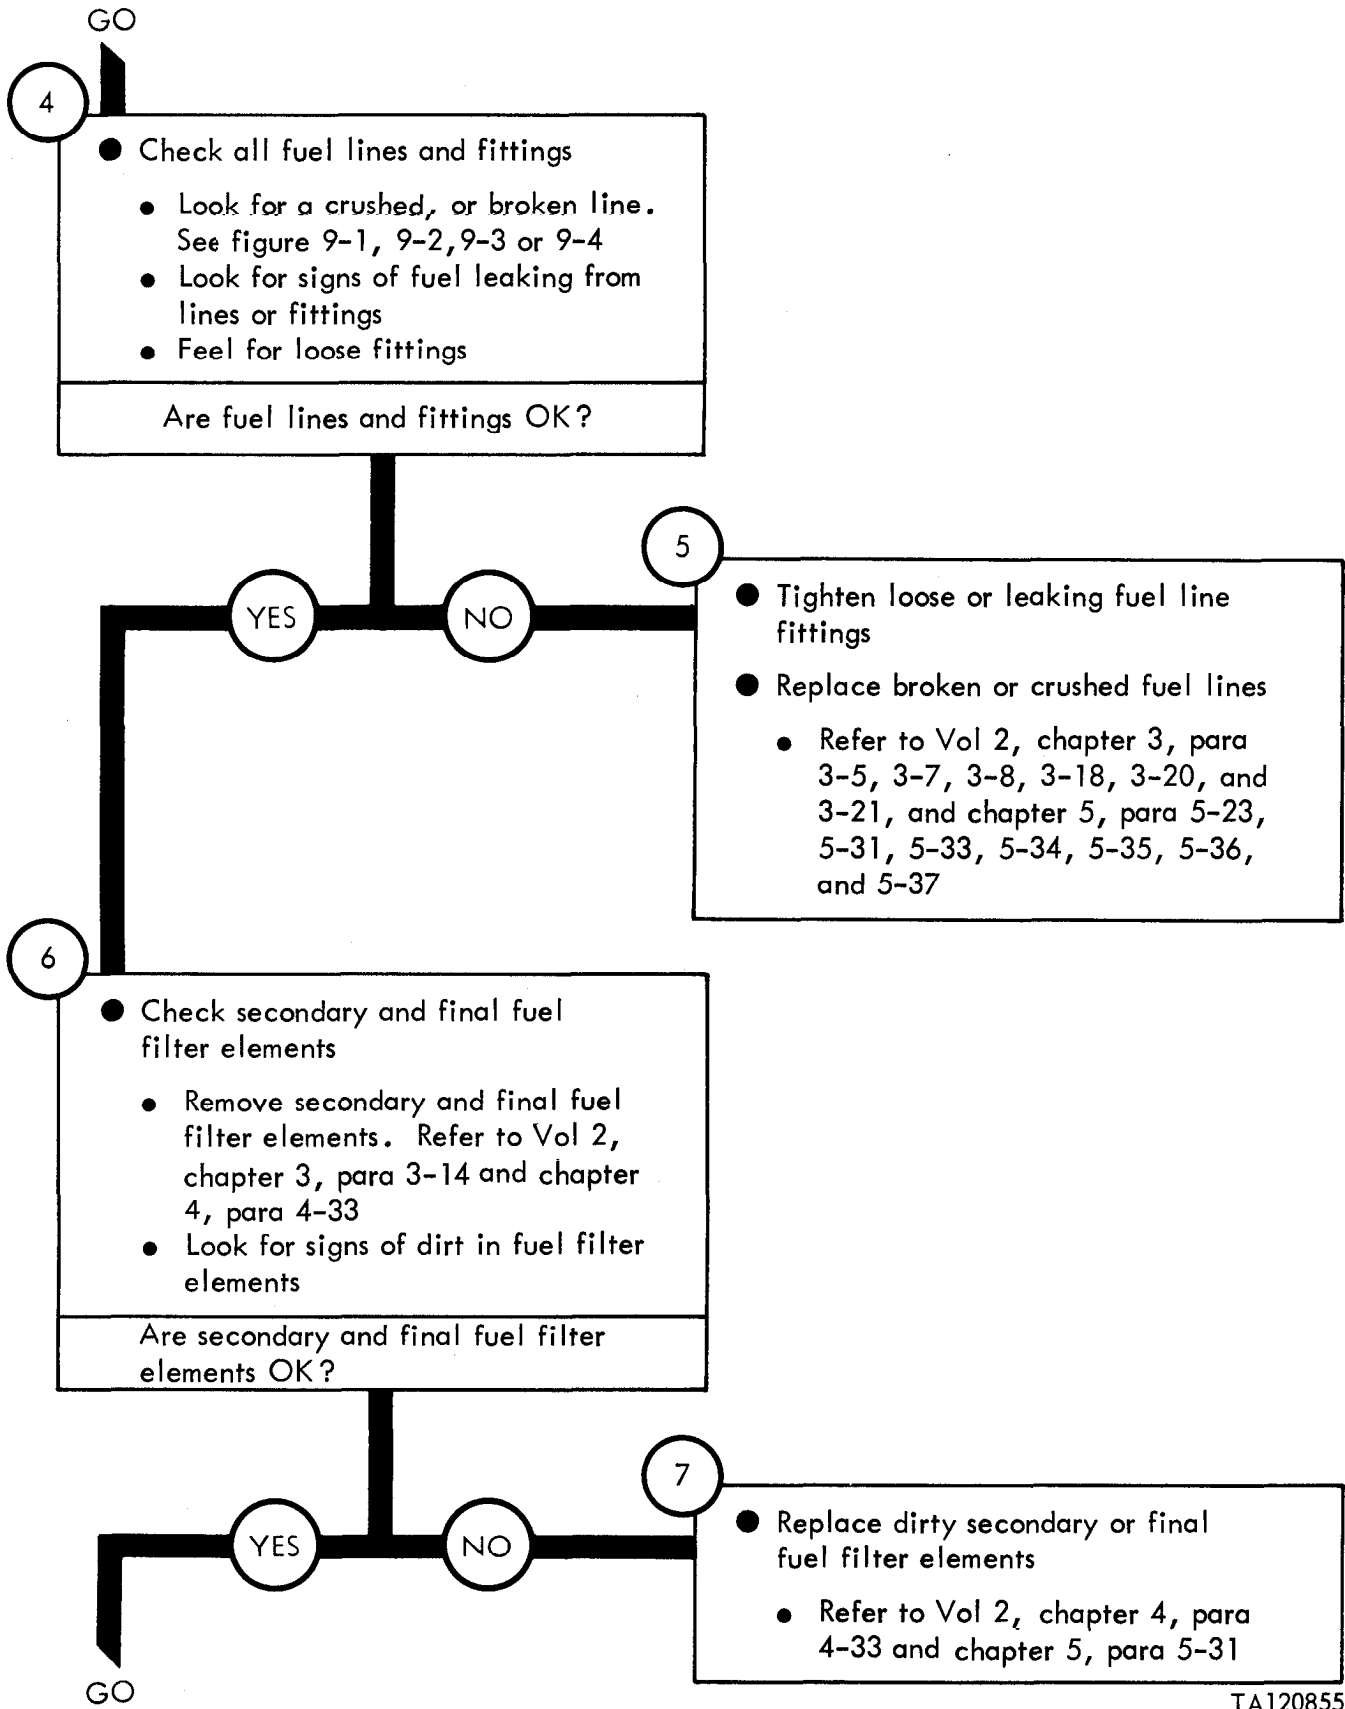 GO
4
● Check all fuel lines and fittings
● Look for a crushed, or broken line.
See figure 9-1, 9-2, 9-3 or 9-4
● Look for signs of fuel leaking from
lines or fittings
● Feel for loose fittings
Are fuel lines and fittings OK?
YES
NO
5
● Tighten loose or leaking fuel line
fittings
● Replace broken or crushed fuel lines
● Refer to Vol 2, chapter 3, para
3-5, 3-7, 3-8, 3-18, 3-20, and
3-21, and chapter 5, para 5-23,
5-31, 5-33, 5-34, 5-35, 5-36,
and 5-37
6
● Check secondary and final fuel
filter elements
● Remove secondary and final fuel
filter elements. Refer to Vol 2,
chapter 3, para 3-14 and chapter
4, para 4-33
● Look for signs of dirt in fuel filter
elements
Are secondary and final fuel filter
elements OK?
YES
NO
7
● Replace dirty secondary or final
fuel filter elements
● Refer to Vol 2, chapter 4, para
4-33 and chapter 5, para 5-31
GO
TA120855